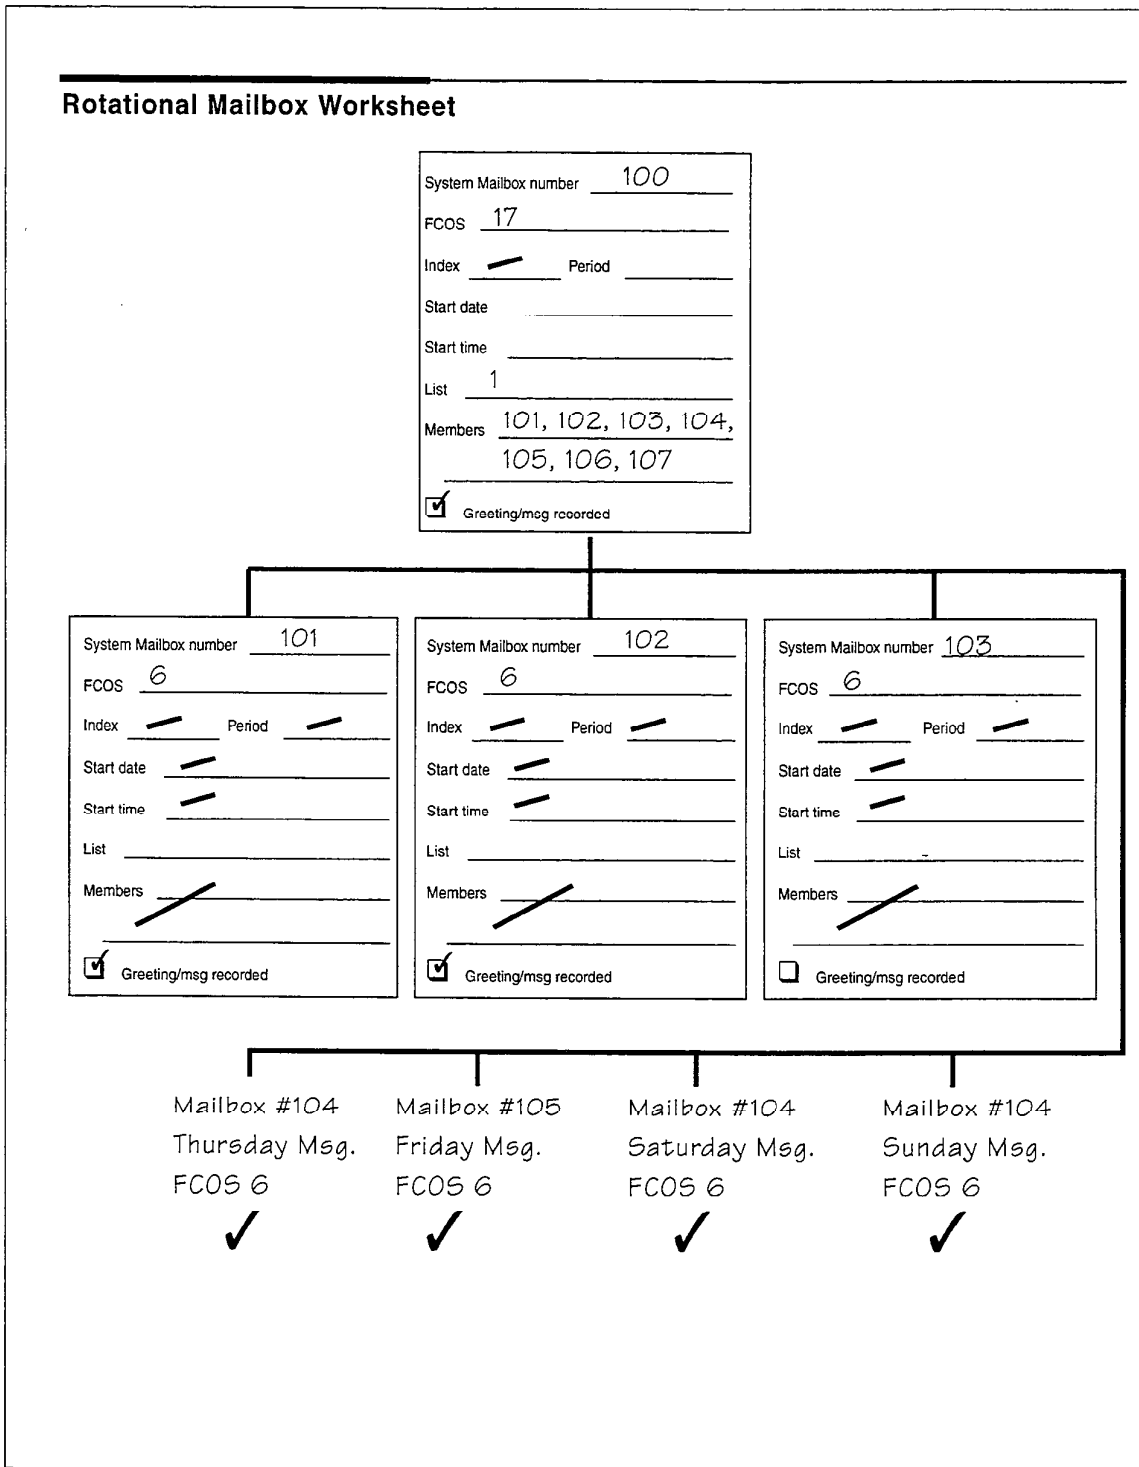 Rotational Mailbox Worksheet
System Mailbox number 100
FCOS 17
Index — Period
Start date
Start time
List 1
Members 101, 102, 103, 104,
105, 106, 107
Greeting/msg recorded
System Mailbox number 101
FCOS 6
Index — Period —
Start date —
Start time —
List
Members
Greeting/msg recorded
System Mailbox number 102
FCOS 6
Index — Period —
Start date —
Start time —
List
Members
Greeting/msg recorded
System Mailbox number 103
FCOS 6
Index — Period —
Start date —
Start time —
List
Members
Greeting/msg recorded
Mailbox #104
Thursday Msg.
FCOS 6
Mailbox #105
Friday Msg.
FCOS 6
Mailbox #104
Saturday Msg.
FCOS 6
Mailbox #104
Sunday Msg.
FCOS 6